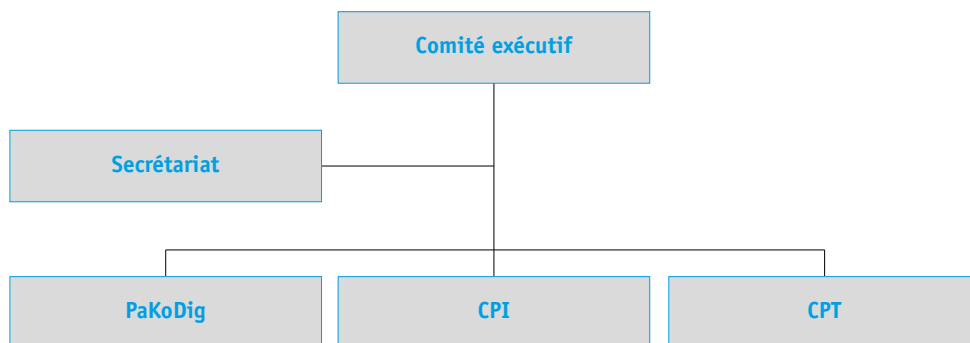 Comité exécutif
Secrétariat
PaKoDig
CPI
CPT